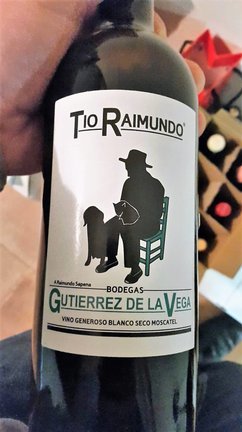 TIO RAIMUNDO®
A Raimundo Sapena
BODEGAS
GUTIERREZ DE LA VEGA
VINO GENEROSO BLANCO SECO MOSCATEL